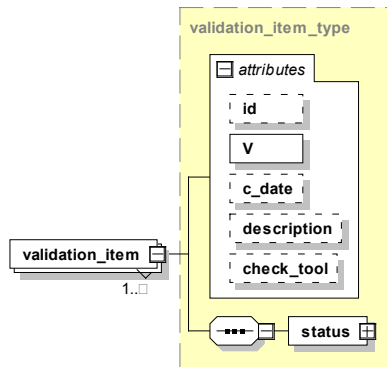 validation_item_type
attributes
id
V
c_date
description
check_tool
validation_item
1..□
status